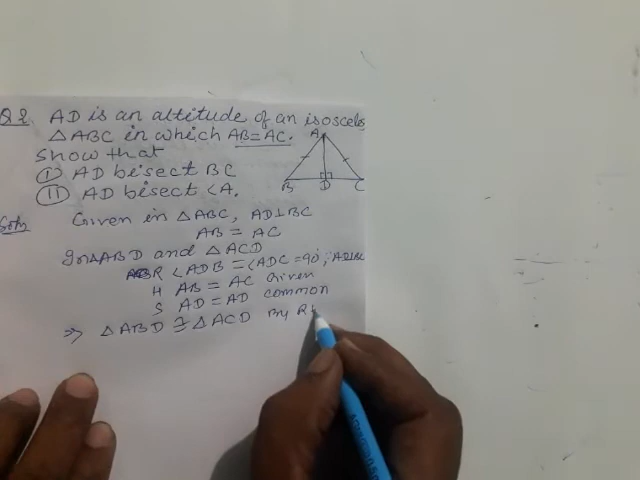 Q2. AD is an altitude of an isosceles
△ABC in which AB=AC.
Show that
(I) AD bisect BC
(II) AD bisect <A.
A
B D C
Soln Given in △ABC, AD⊥BC
AB = AC
In △ABD and △ACD
R <ADB = <ADC = 90°, AD⊥BC
H AB = AC Given
S AD = AD common
⇒ △ABD ≅ △ACD By R